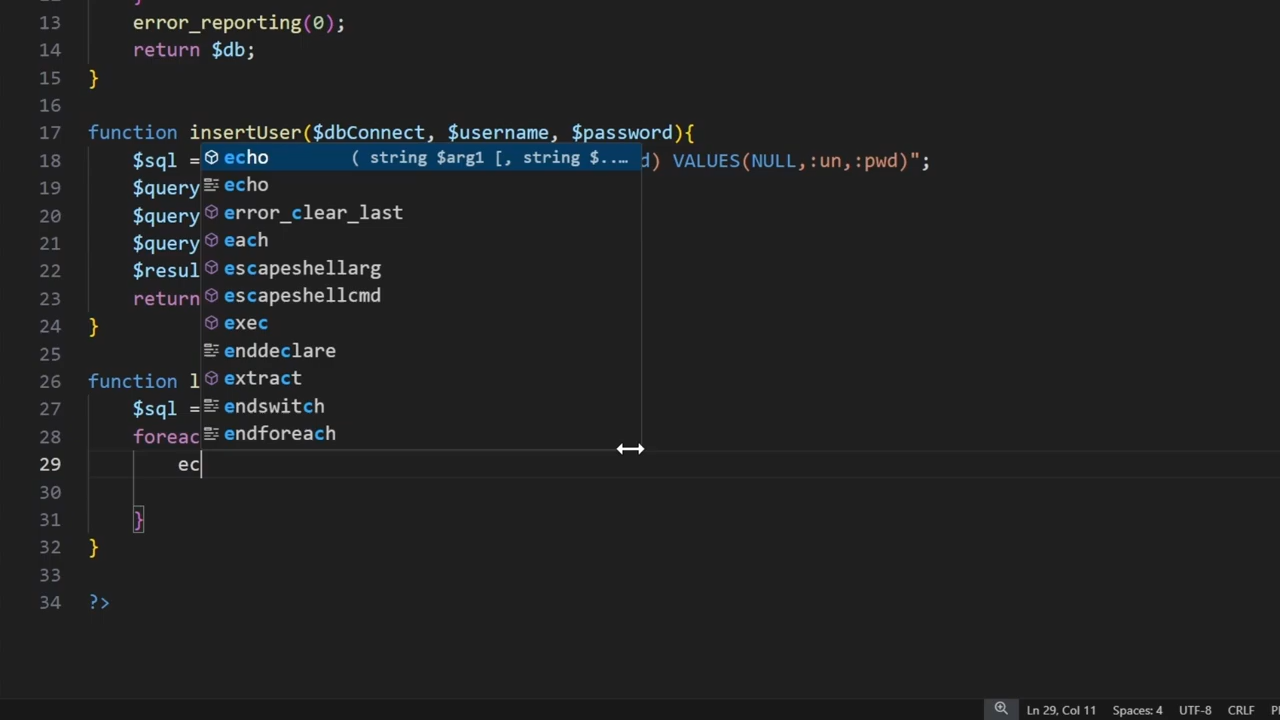 12 }
13 error_reporting(0);
14 return $db;
15 }
16
17 function insertUser($dbConnect, $username, $password){
18 $sql = d) VALUES(NULL,:un,:pwd)";
echo ( string $arg1 [, string $...…
19 $query
echo
20 $query
error_clear_last
21 $query
each
22 $resul
escapeshellarg
23 return
escapeshellcmd
24 }
exec
25
enddeclare
26 function l
extract
27 $sql =
endswitch
28 foreac
endforeach
29 ec
30
31 }
32 }
33
34 ?>
Ln 29, Col 11 Spaces: 4 UTF-8 CRLF